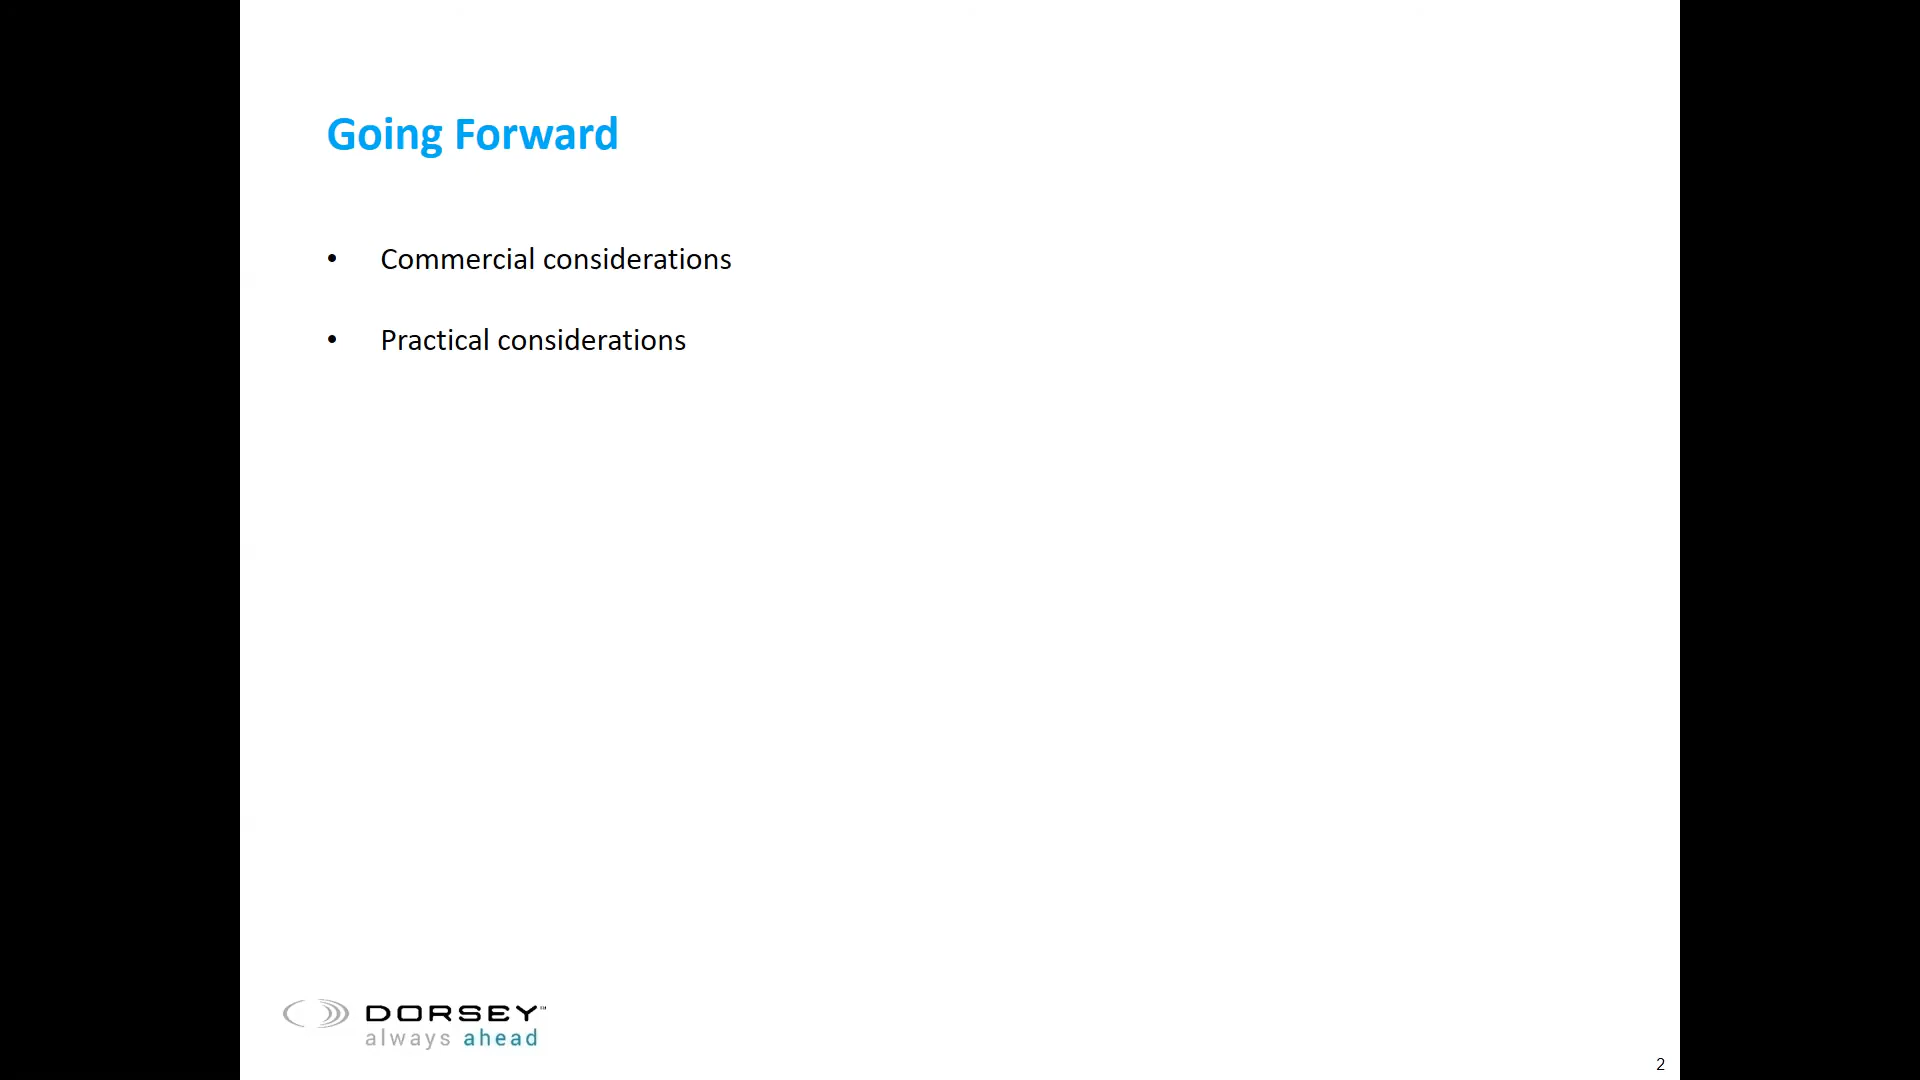 Going Forward
• Commercial considerations
• Practical considerations
DORSEY™
always ahead
2